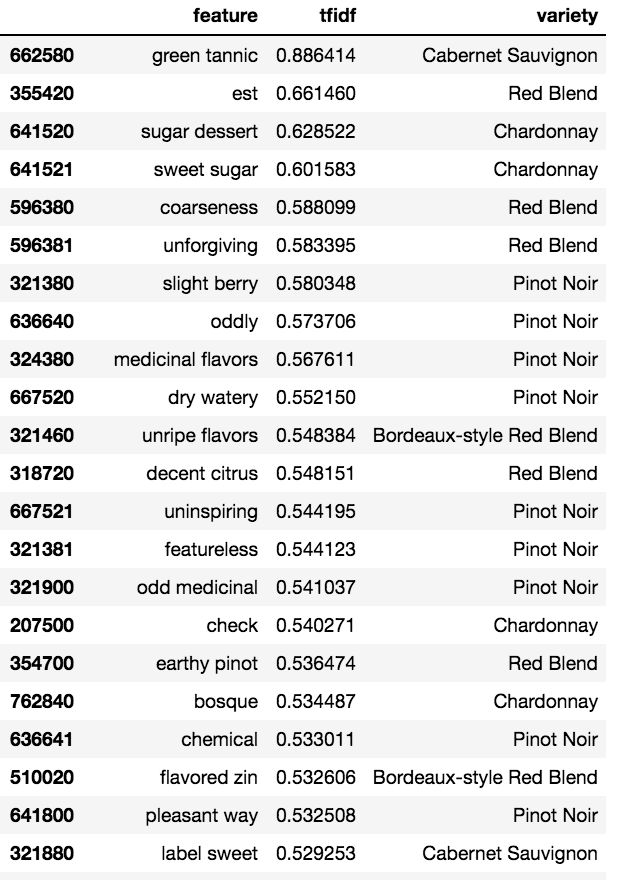 feature tfidf variety
662580 green tannic 0.886414 Cabernet Sauvignon
355420 est 0.661460 Red Blend
641520 sugar dessert 0.628522 Chardonnay
641521 sweet sugar 0.601583 Chardonnay
596380 coarseness 0.588099 Red Blend
596381 unforgiving 0.583395 Red Blend
321380 slight berry 0.580348 Pinot Noir
636640 oddly 0.573706 Pinot Noir
324380 medicinal flavors 0.567611 Pinot Noir
667520 dry watery 0.552150 Pinot Noir
321460 unripe flavors 0.548384 Bordeaux-style Red Blend
318720 decent citrus 0.548151 Red Blend
667521 uninspiring 0.544195 Pinot Noir
321381 featureless 0.544123 Pinot Noir
321900 odd medicinal 0.541037 Pinot Noir
207500 check 0.540271 Chardonnay
354700 earthy pinot 0.536474 Red Blend
762840 bosque 0.534487 Chardonnay
636641 chemical 0.533011 Pinot Noir
510020 flavored zin 0.532606 Bordeaux-style Red Blend
641800 pleasant way 0.532508 Pinot Noir
321880 label sweet 0.529253 Cabernet Sauvignon